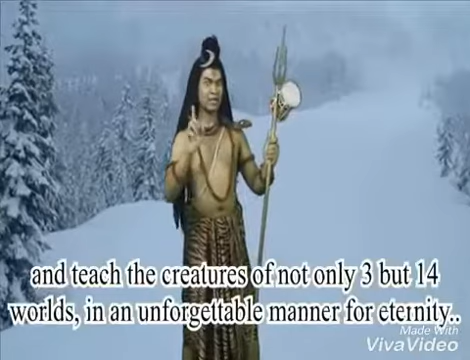 and teach the creatures of not only 3 but 14
worlds, in an unforgettable manner for eternity..
Made With
VivaVideo